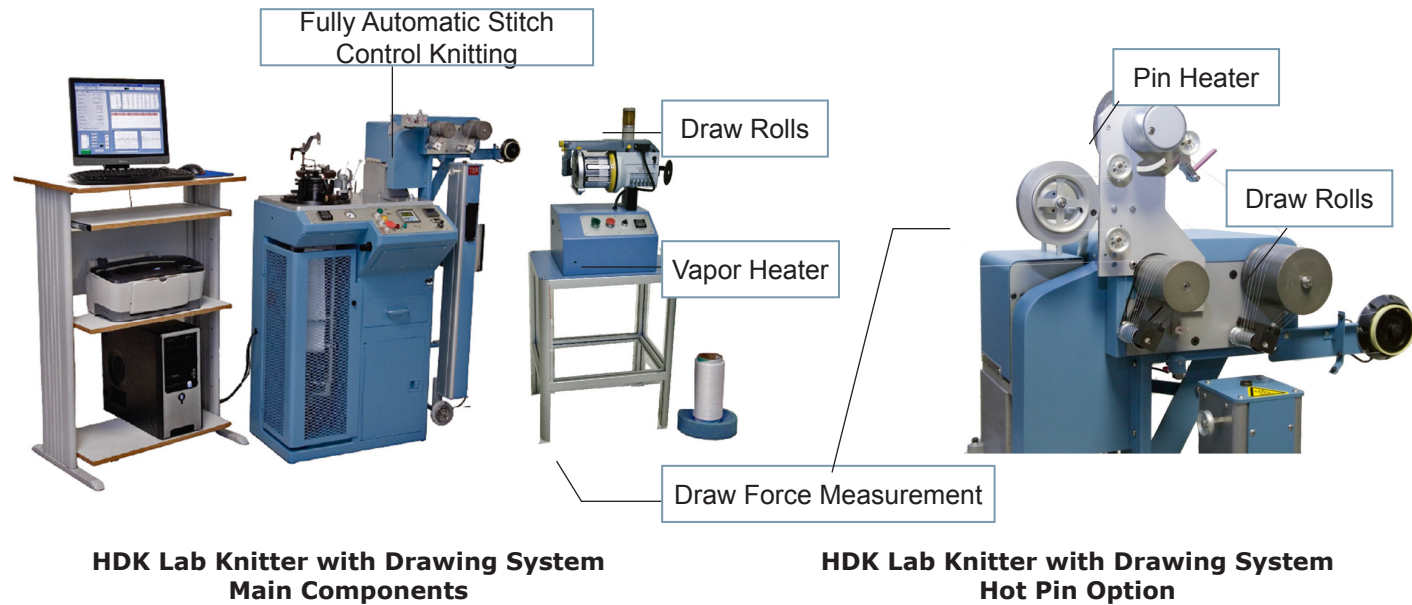 Fully Automatic Stitch
Control Knitting
Draw Rolls
Vapor Heater
Draw Force Measurement
Pin Heater
Draw Rolls
HDK Lab Knitter with Drawing System
Main Components
HDK Lab Knitter with Drawing System
Hot Pin Option